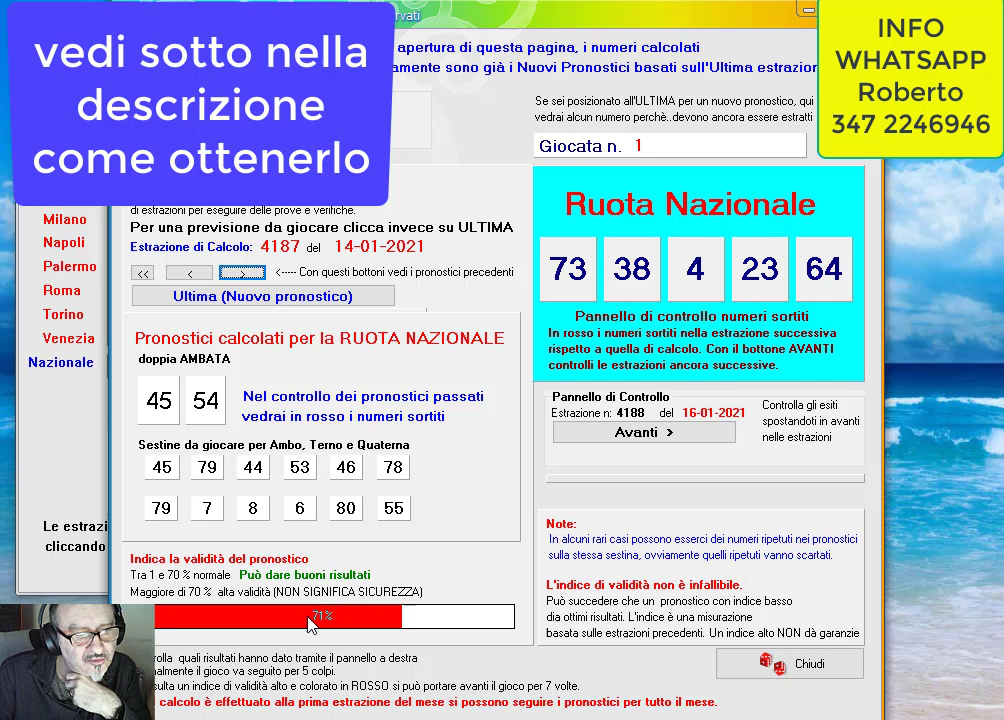 vedi sotto nella
descrizione
come ottenerlo
INFO
WHATSAPP
Roberto
347 2246946
apertura di questa pagina, i numeri calcolati
sono già i Nuovi Pronostici basati sull'Ultima
Se sei posizionato all'ULTIMA per un nuovo pronostico, qui
vedrai alcun numero perchè..devono ancora essere estratti
Giocata n. 1
Milano
Napoli
Palermo
Roma
Torino
Venezia
Nazionale
di estrazioni per eseguire delle prove e verifiche.
Per una previsione da giocare clicca invece su ULTIMA
Estrazione di Calcolo: 4187 del 14-01-2021
<< < > <----- Con questi bottoni vedi i pronostici precedenti
Ultima (Nuovo pronostico)
Ruota Nazionale
73 38 4 23 64
Pannello di controllo numeri sortiti
In rosso i numeri sortiti nella estrazione successiva
rispetto a quella di calcolo. Con il bottone AVANTI
controlli le estrazioni ancora successive.
Pronostici calcolati per la RUOTA NAZIONALE
doppia AMBATA
45 54
Nel controllo dei pronostici passati
vedrai in rosso i numeri sortiti
Sestine da giocare per Ambo, Terno e Quaterna
45 79 44 53 46 78
79 7 8 6 80 55
Pannello di Controllo
Estrazione n: 4188 del 16-01-2021
Avanti >
Controlla gli esiti
spostandoti in avanti
nelle estrazioni
Le
cliccando
Indica la validità del pronostico
Tra 1 e 70 % normale Può dare buoni risultati
Maggiore di 70 % alta validità (NON SIGNIFICA SICUREZZA)
71%
Note:
In alcuni rari casi possono esserci dei numeri ripetuti nei pronostici
sulla stessa sestina, ovviamente quelli ripetuti vanno scartati.
L'indice di validità non è infallibile.
Può succedere che un pronostico con indice basso
dia ottimi risultati. L'indice è una misurazione
basata sulle estrazioni precedenti. Un indice alto NON dà garanzie
quali risultati hanno dato tramite il pannello a destra
il gioco va seguito per 5 colpi.
un indice di validità alto e colorato in ROSSO si può portare avanti il gioco per 7 volte.
calcolo è effettuato alla prima estrazione del mese si possono seguire i pronostici per tutto il mese.
Chiudi